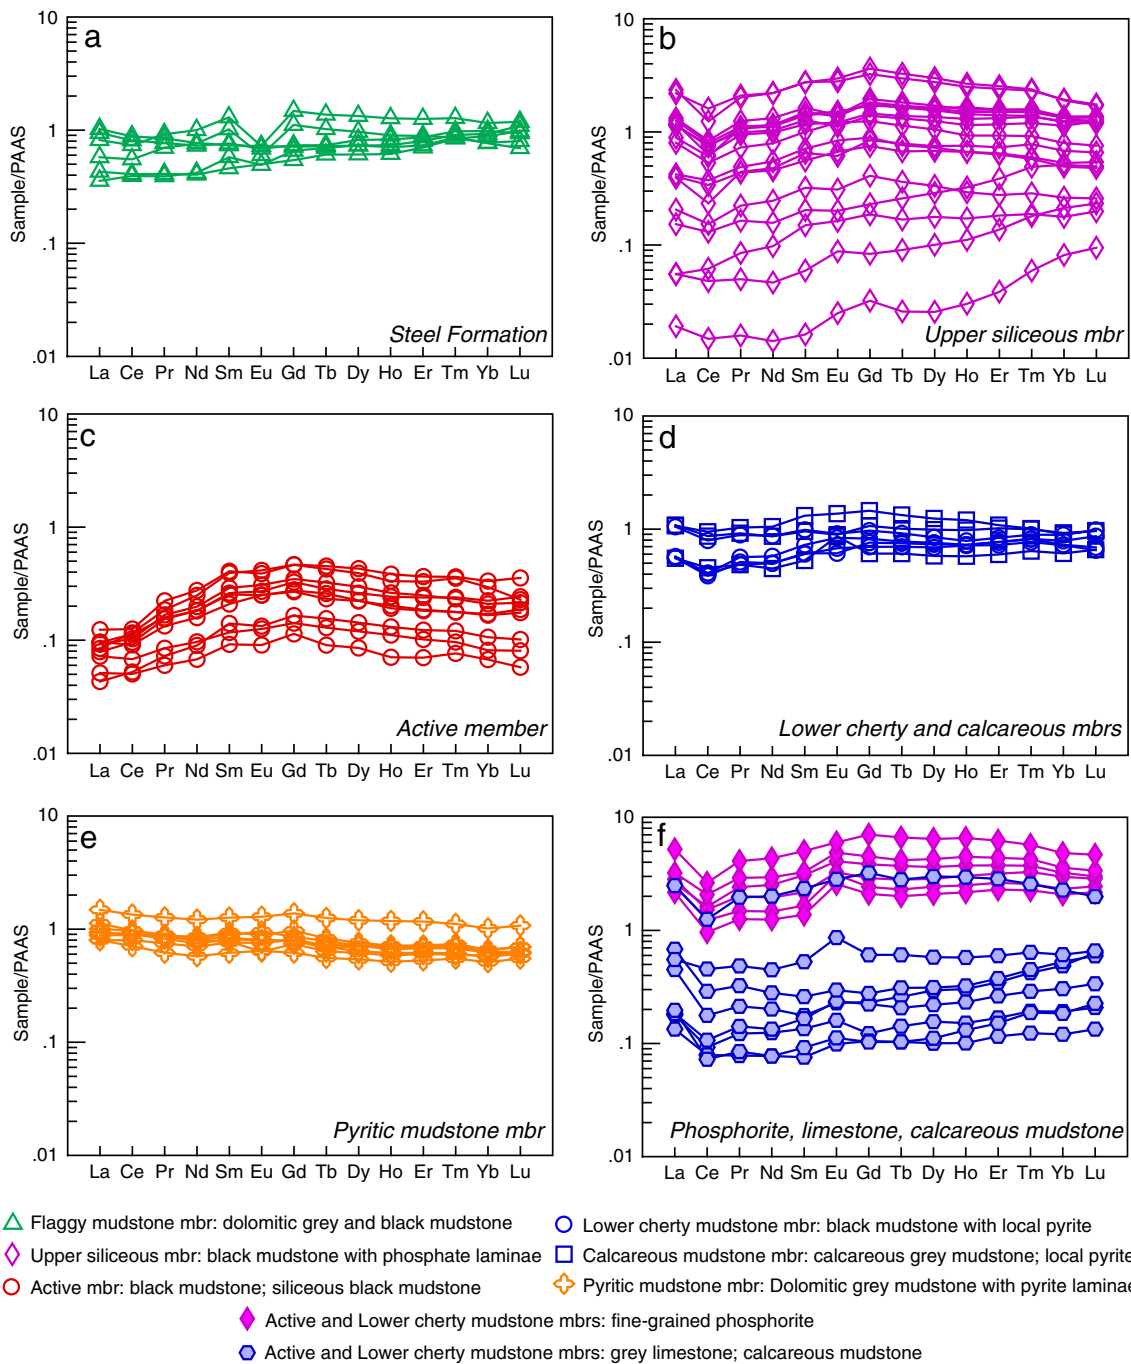 a
10
1
.1
.01
Sample/PAAS
Steel Formation
La Ce Pr Nd Sm Eu Gd Tb Dy Ho Er Tm Yb Lu
b
10
1
.1
.01
Sample/PAAS
Upper siliceous mbr
La Ce Pr Nd Sm Eu Gd Tb Dy Ho Er Tm Yb Lu
c
10
1
.1
.01
Sample/PAAS
Active member
La Ce Pr Nd Sm Eu Gd Tb Dy Ho Er Tm Yb Lu
d
10
1
.1
.01
Sample/PAAS
Lower cherty and calcareous mbrs
La Ce Pr Nd Sm Eu Gd Tb Dy Ho Er Tm Yb Lu
e
10
1
.1
.01
Sample/PAAS
Pyritic mudstone mbr
La Ce Pr Nd Sm Eu Gd Tb Dy Ho Er Tm Yb Lu
f
10
1
.1
.01
Sample/PAAS
Phosphorite, limestone, calcareous mudstone
La Ce Pr Nd Sm Eu Gd Tb Dy Ho Er Tm Yb Lu
Flaggy mudstone mbr: dolomitic grey and black mudstone
Lower cherty mudstone mbr: black mudstone with local pyrite
Upper siliceous mbr: black mudstone with phosphate laminae
Calcareous mudstone mbr: calcareous grey mudstone; local pyrite
Active mbr: black mudstone; siliceous black mudstone
Pyritic mudstone mbr: Dolomitic grey mudstone with pyrite laminae
Active and Lower cherty mudstone mbrs: fine-grained phosphorite
Active and Lower cherty mudstone mbrs: grey limestone; calcareous mudstone